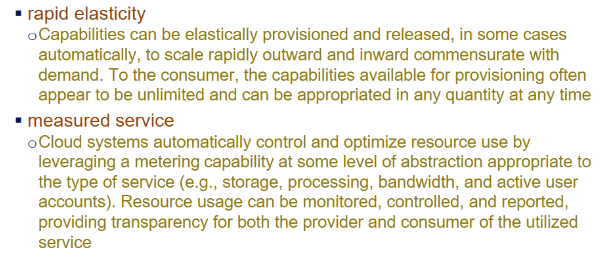 ▪ rapid elasticity
oCapabilities can be elastically provisioned and released, in some cases
automatically, to scale rapidly outward and inward commensurate with
demand. To the consumer, the capabilities available for provisioning often
appear to be unlimited and can be appropriated in any quantity at any time
▪ measured service
oCloud systems automatically control and optimize resource use by
leveraging a metering capability at some level of abstraction appropriate to
the type of service (e.g., storage, processing, bandwidth, and active user
accounts). Resource usage can be monitored, controlled, and reported,
providing transparency for both the provider and consumer of the utilized
service